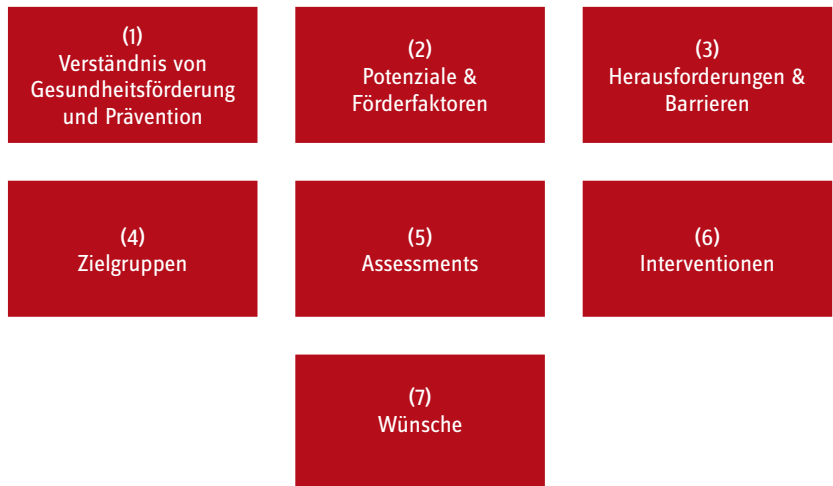 (1)
Verständnis von
Gesundheitsförderung
und Prävention
(2)
Potenziale &
Förderfaktoren
(3)
Herausforderungen &
Barrieren
(4)
Zielgruppen
(5)
Assessments
(6)
Interventionen
(7)
Wünsche